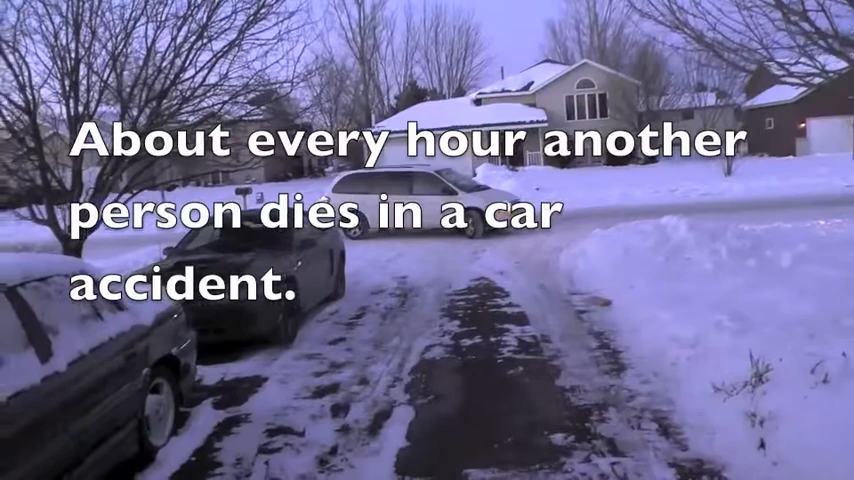 About every hour another
person dies in a car
accident.